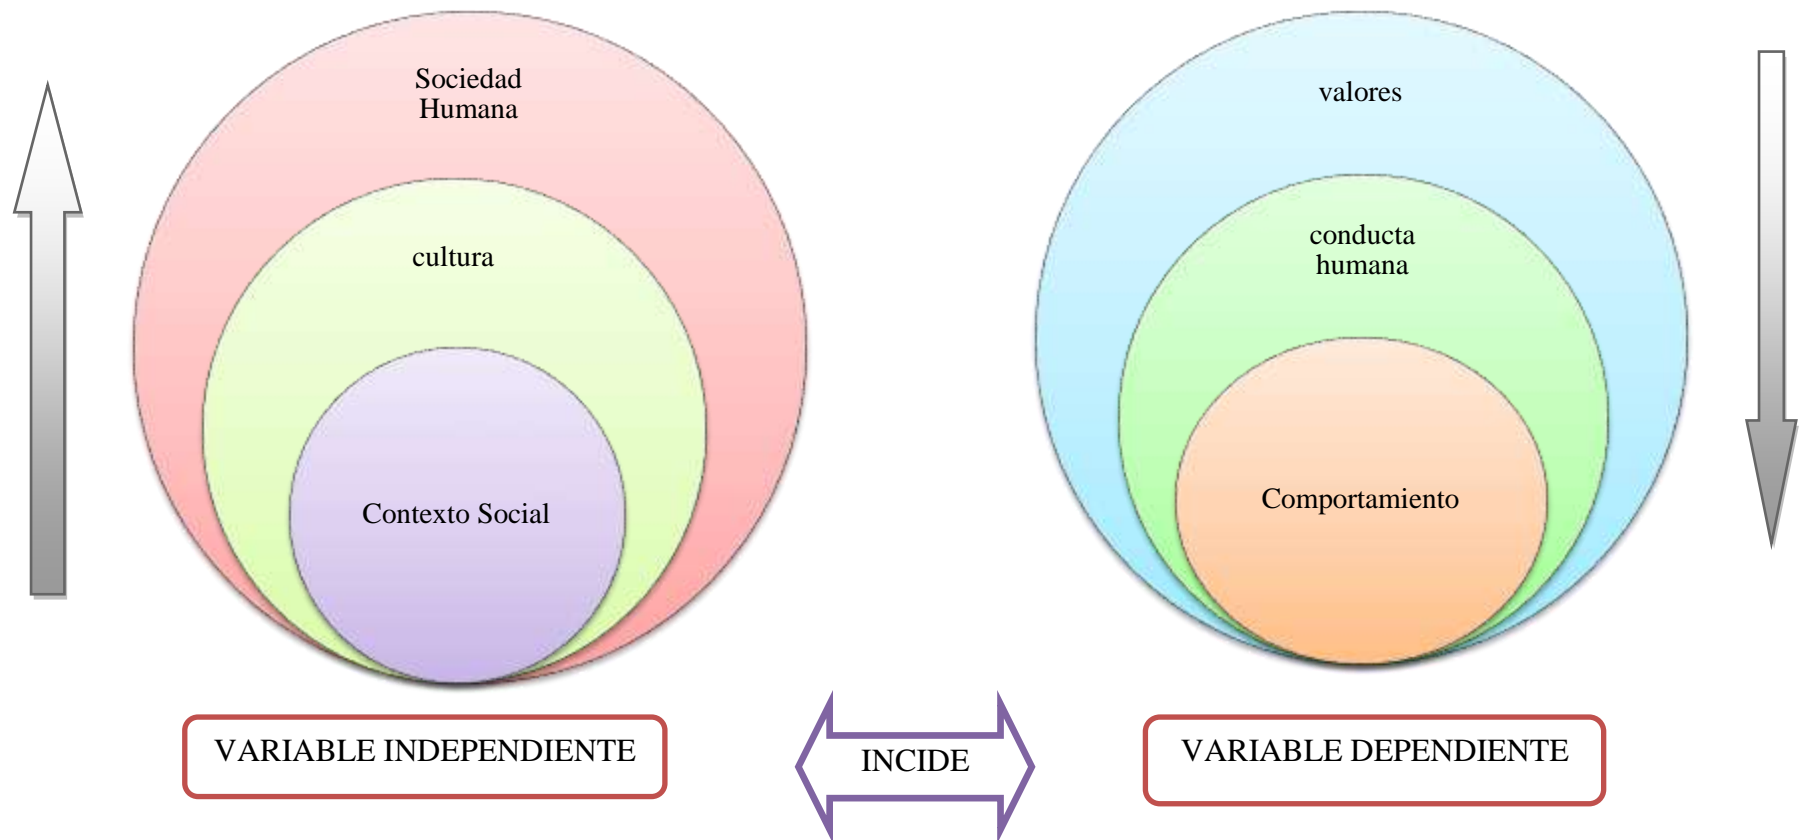 Sociedad
Humana
cultura
Contexto Social
valores
conducta
humana
Comportamiento
VARIABLE INDEPENDIENTE
INCIDE
VARIABLE DEPENDIENTE